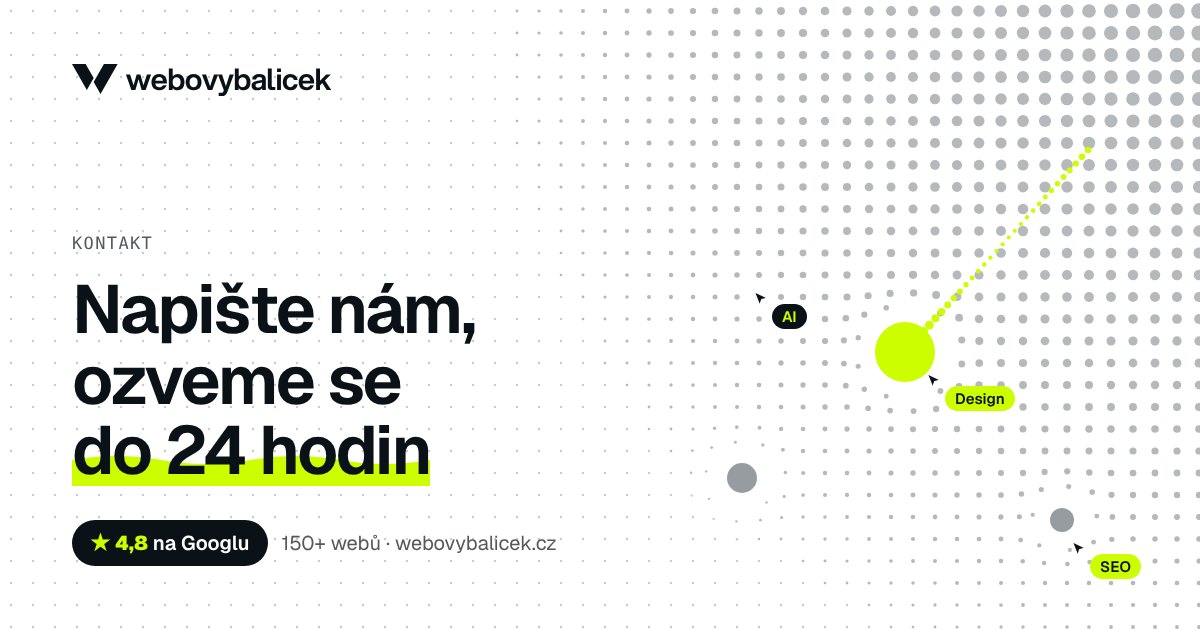 webovybalicek
KONTAKT
Napište nám,
ozveme se
do 24 hodin
★ 4,8 na Googlu
150+ webů · webovybalicek.cz
AI
Design
SEO